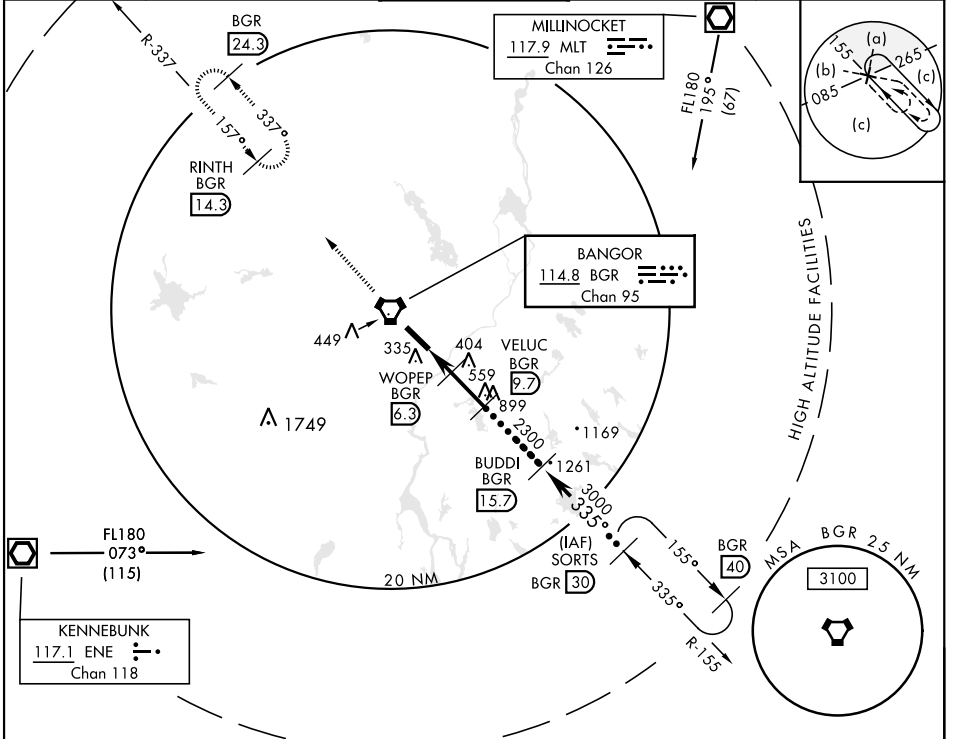 BGR
24.3
R-337
337°
157°
RINTH
BGR
14.3
MILLINOCKET
117.9 MLT
Chan 126
FL180
195°
(67)
(a)
155
265
(b)
(c)
085
(c)
HIGH ALTITUDE FACILITIES
BANGOR
114.8 BGR
Chan 95
449
335
404
VELUC
BGR
9.7
559
WOPEP
BGR
6.3
899
1749
2300
1169
BUDDI
BGR
15.7
1261
3000
335°
(IAF)
SORTS
BGR 30
155°
335°
BGR
40
R-155
20 NM
FL180
073°
(115)
KENNEBUNK
117.1 ENE
Chan 118
MSA BGR 25 NM
3100